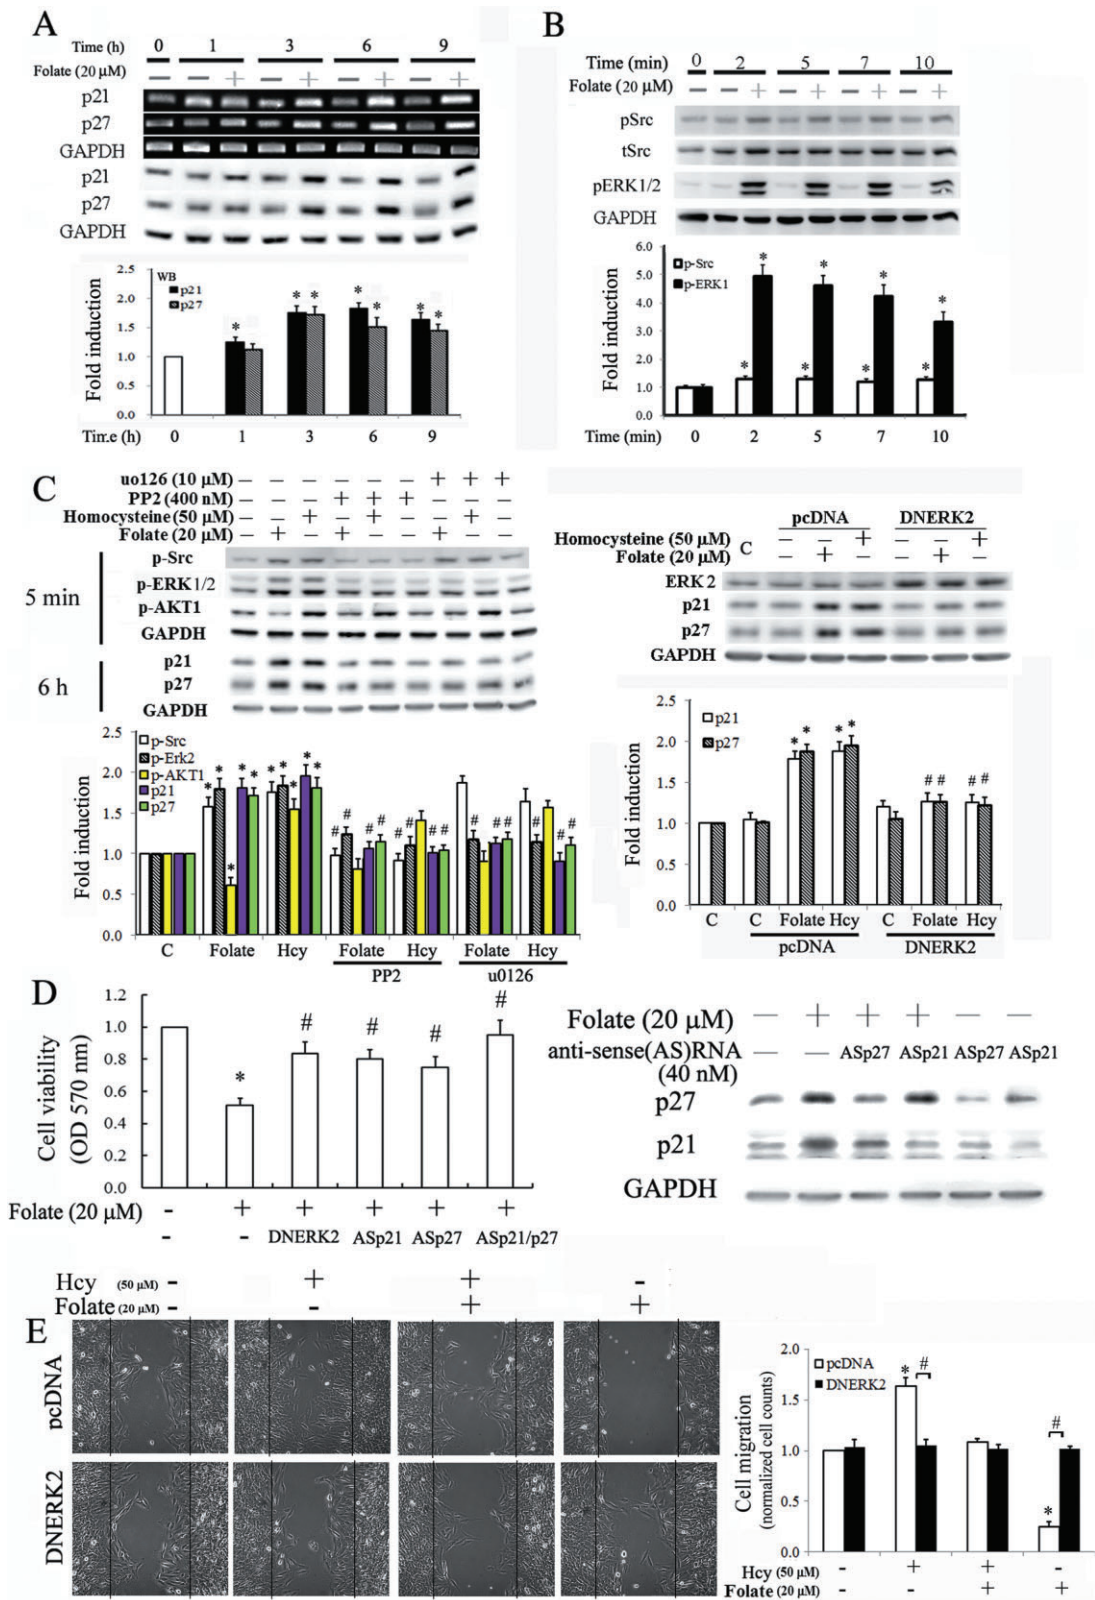 A
Time (h) 0 1 3 6 9
Folate (20 μM) − − + − + − + − +
p21
p27
GAPDH
p21
p27
GAPDH
Fold induction
2.5
2.0
1.5
1.0
0.5
0.0
WB
p21
p27
* * * * * * *
Time (h) 0 1 3 6 9
B
Time (min) 0 2 5 7 10
Folate (20 μM) − − + − + − + − +
pSrc
tSrc
pERK1/2
GAPDH
Fold induction
6.0
5.0
4.0
3.0
2.0
1.0
0.0
p-Src
p-ERK1
* * * * * * * *
Time (min) 0 2 5 7 10
C
uo126 (10 μM) − − − − − − + + +
PP2 (400 nM) − − − + + + − − −
Homocysteine (50 μM) − − + − + − − + −
Folate (20 μM) − + − + − − + − −
5 min
p-Src
p-ERK1/2
p-AKT1
GAPDH
6 h
p21
p27
GAPDH
Fold induction
2.5
2.0
1.5
1.0
0.5
0.0
p-Src
p-Erk2
p-AKT1
p21
p27
* * * * * * * * * *
# # # # # # # # # # # # # #
C Folate Hcy Folate Hcy Folate Hcy
PP2 u0126
pcDNA DNERK2
Homocysteine (50 μM) C − − + − − +
Folate (20 μM) − + − − + −
ERK2
p21
p27
GAPDH
Fold induction
2.5
2.0
1.5
1.0
0.5
0.0
p21
p27
* * * *
# # # #
C C Folate Hcy C Folate Hcy
pcDNA DNERK2
D
Cell viability
(OD 570 nm)
1.2
1.0
0.8
0.6
0.4
0.2
0.0
* # # # #
Folate (20 μM) - + + + + +
- - DNERK2 ASp21 ASp27 ASp21/p27
Folate (20 μM) − + + + − −
anti-sense(AS)RNA − − ASp27 ASp21 ASp27 ASp21
(40 nM)
p27
p21
GAPDH
Hcy (50 μM) - + + -
Folate (20 μM) - - + +
E
pcDNA
DNERK2
Cell migration
(normalized cell counts)
2.0
1.5
1.0
0.5
0.0
pcDNA
DNERK2
* # * #
Hcy (50 μM) - + + -
Folate (20 μM) - - + +